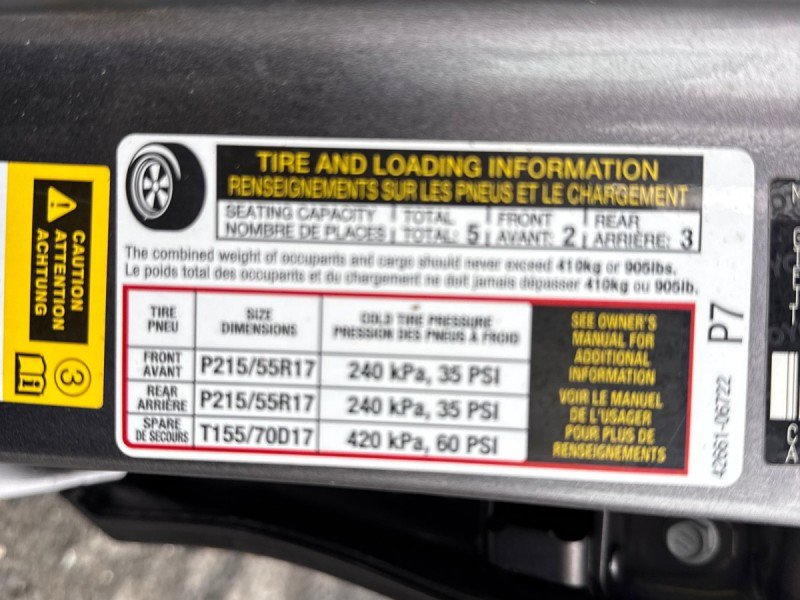 TIRE AND LOADING INFORMATION
RENSEIGNEMENTS SUR LES PNEUS ET LE CHARGEMENT
SEATING CAPACITY TOTAL FRONT REAR
NOMBRE DE PLACES TOTAL: 5 AVANT: 2 ARRIÈRE: 3
The combined weight of occupants and cargo should never exceed 410kg or 905lbs.
Le poids total des occupants et du chargement ne doit jamais dépasser 410kg ou 905lb.
TIRE PNEU
SIZE DIMENSIONS
COLD TIRE PRESSURE
PRESSION DES PNEUS À FROID
FRONT AVANT P215/55R17 240 kPa, 35 PSI
REAR ARRIÈRE P215/55R17 240 kPa, 35 PSI
SPARE DE SECOURS T155/70D17 420 kPa, 60 PSI
SEE OWNER'S
MANUAL FOR
ADDITIONAL
INFORMATION
VOIR LE MANUEL
DE L'USAGER
POUR PLUS DE
RENSEIGNEMENTS
P7
42661-06722
CAUTION
ATTENTION
ACHTUNG
3